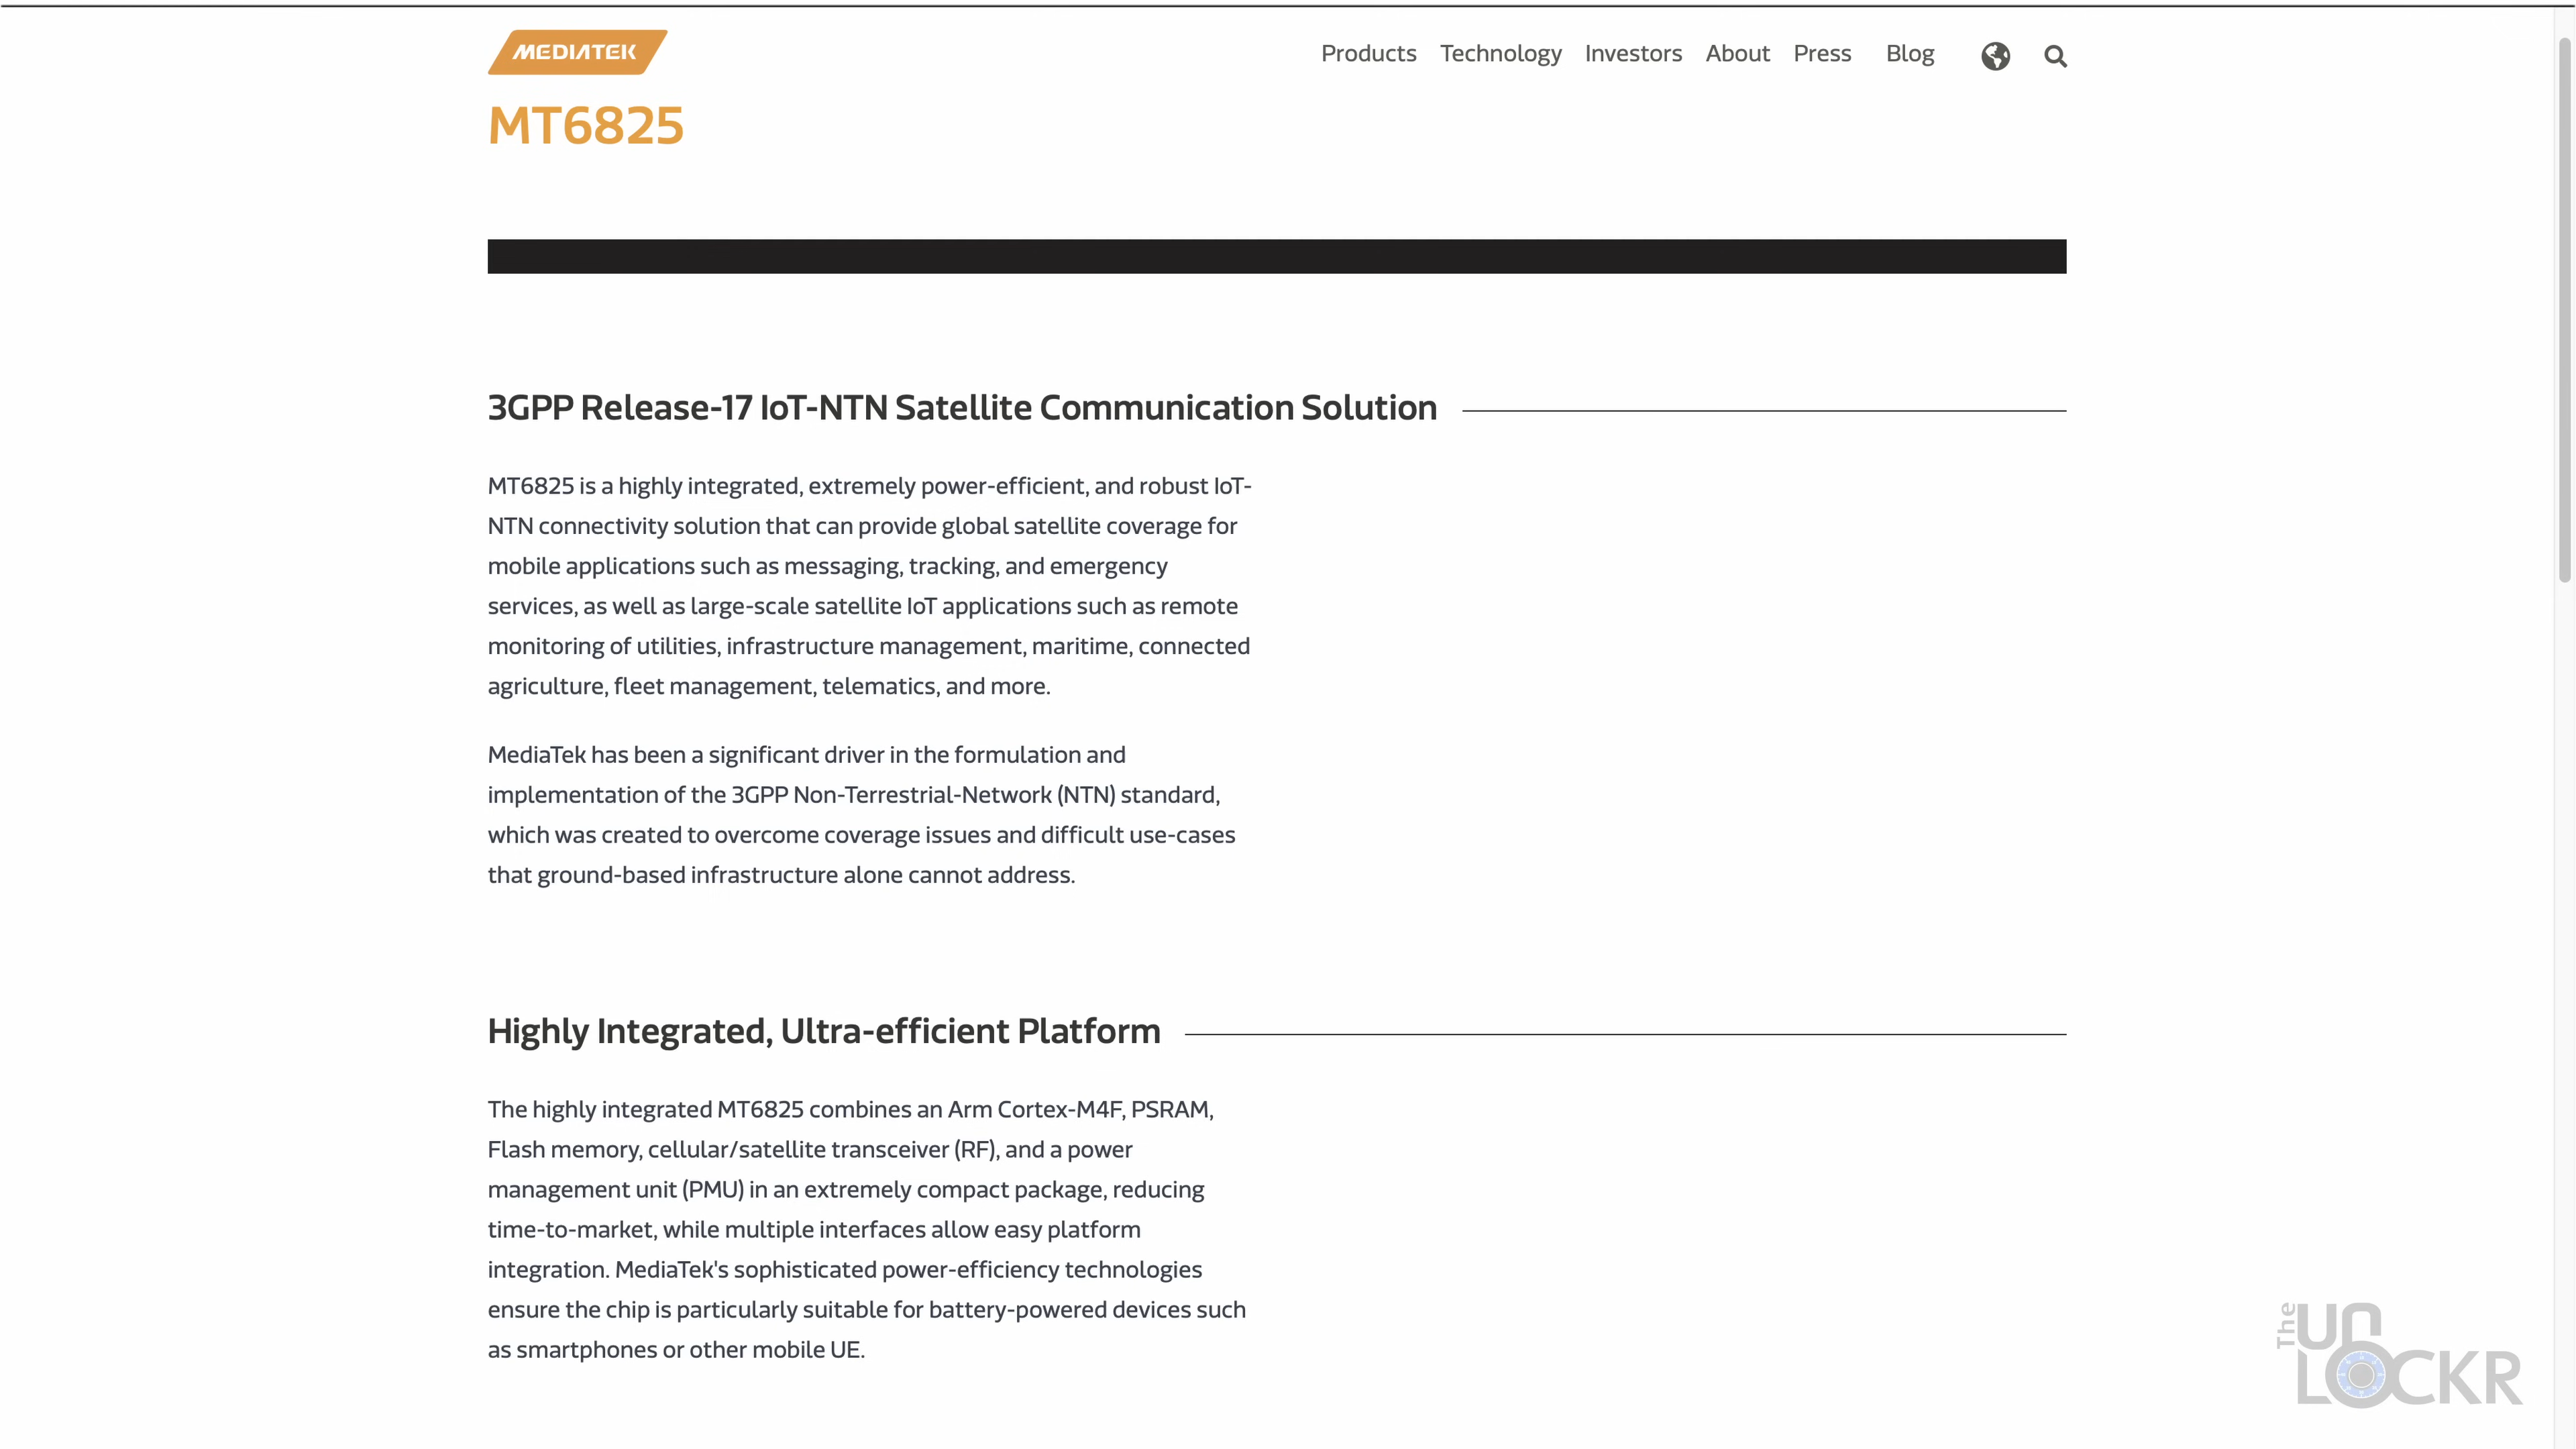 MEDIATEK
Products Technology Investors About Press Blog
MT6825
3GPP Release-17 IoT-NTN Satellite Communication Solution
MT6825 is a highly integrated, extremely power-efficient, and robust IoT-
NTN connectivity solution that can provide global satellite coverage for
mobile applications such as messaging, tracking, and emergency
services, as well as large-scale satellite IoT applications such as remote
monitoring of utilities, infrastructure management, maritime, connected
agriculture, fleet management, telematics, and more.
MediaTek has been a significant driver in the formulation and
implementation of the 3GPP Non-Terrestrial-Network (NTN) standard,
which was created to overcome coverage issues and difficult use-cases
that ground-based infrastructure alone cannot address.
Highly Integrated, Ultra-efficient Platform
The highly integrated MT6825 combines an Arm Cortex-M4F, PSRAM,
Flash memory, cellular/satellite transceiver (RF), and a power
management unit (PMU) in an extremely compact package, reducing
time-to-market, while multiple interfaces allow easy platform
integration. MediaTek's sophisticated power-efficiency technologies
ensure the chip is particularly suitable for battery-powered devices such
as smartphones or other mobile UE.
The UN
LOCKR